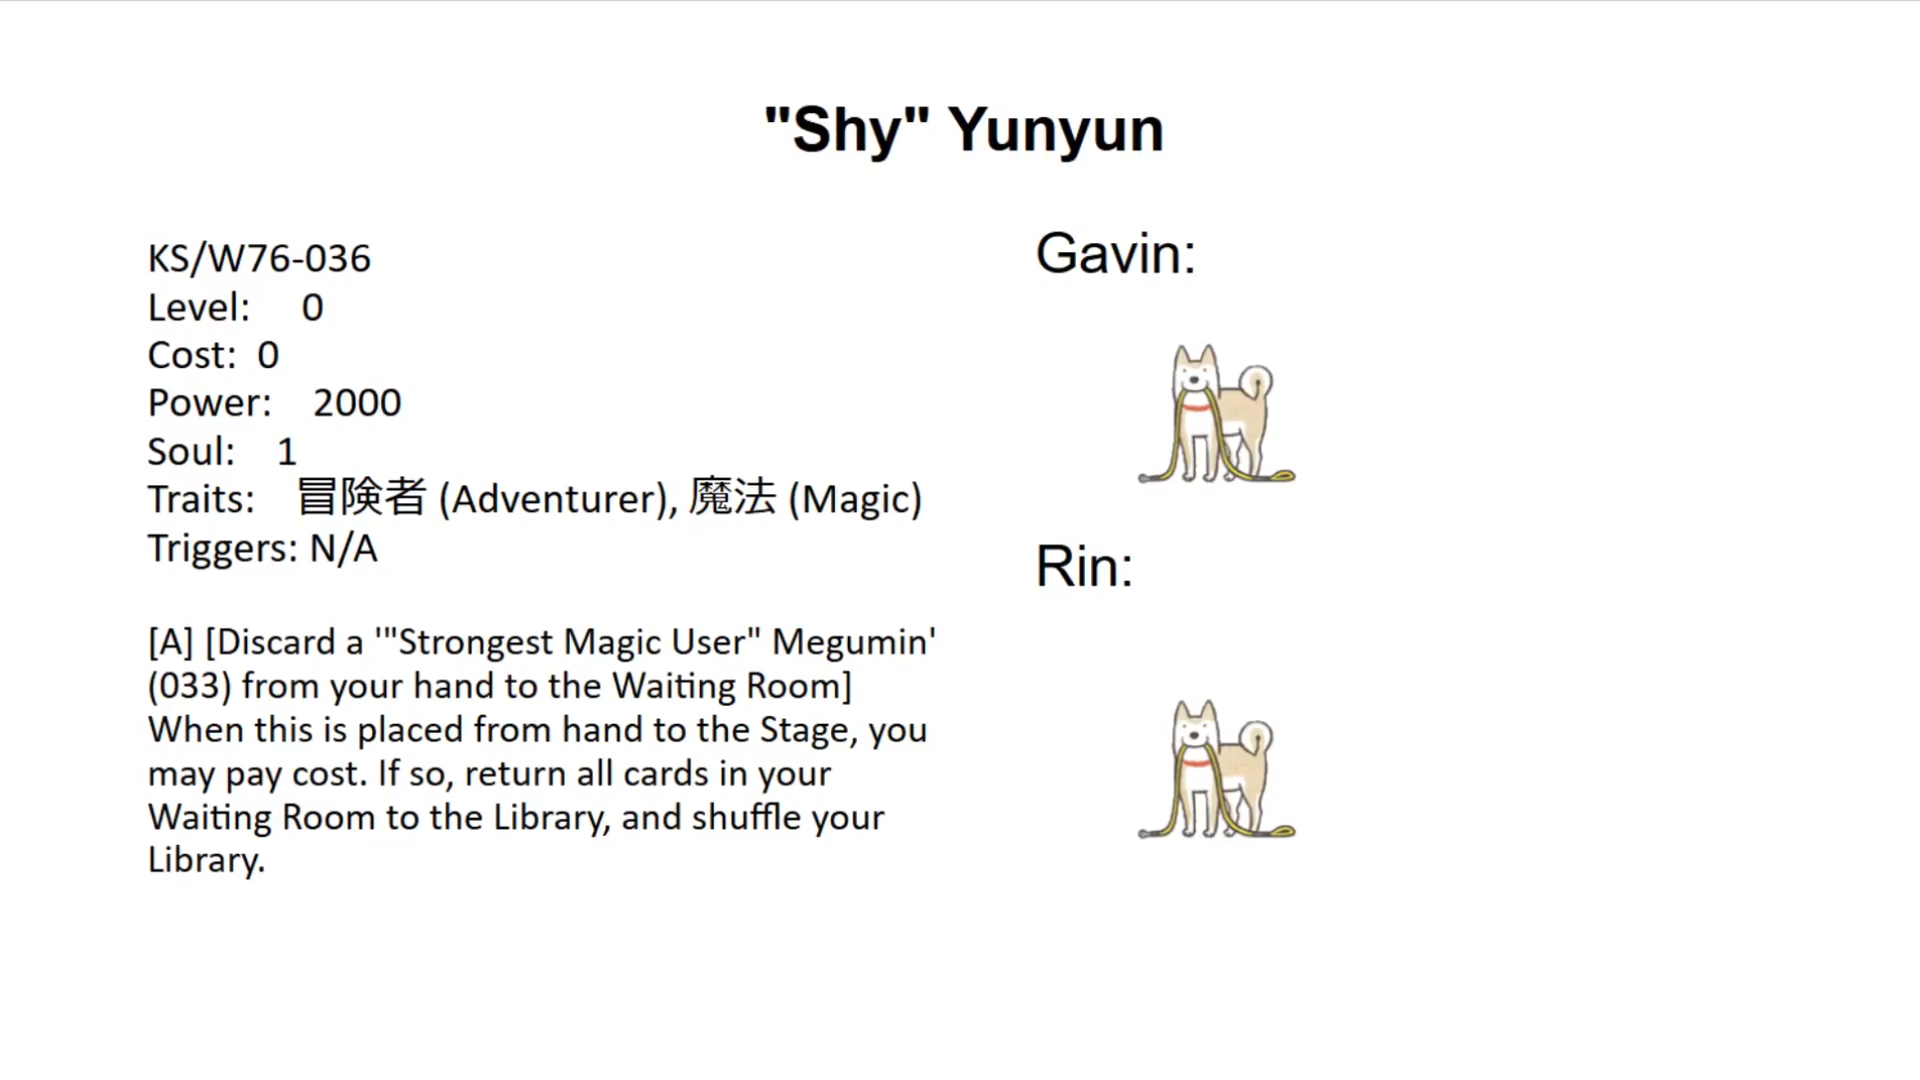 "Shy" Yunyun
KS/W76-036
Level: 0
Cost: 0
Power: 2000
Soul: 1
Traits: 冒険者 (Adventurer), 魔法 (Magic)
Triggers: N/A
[A] [Discard a '"Strongest Magic User" Megumin'
(033) from your hand to the Waiting Room]
When this is placed from hand to the Stage, you
may pay cost. If so, return all cards in your
Waiting Room to the Library, and shuffle your
Library.
Gavin:
Rin: